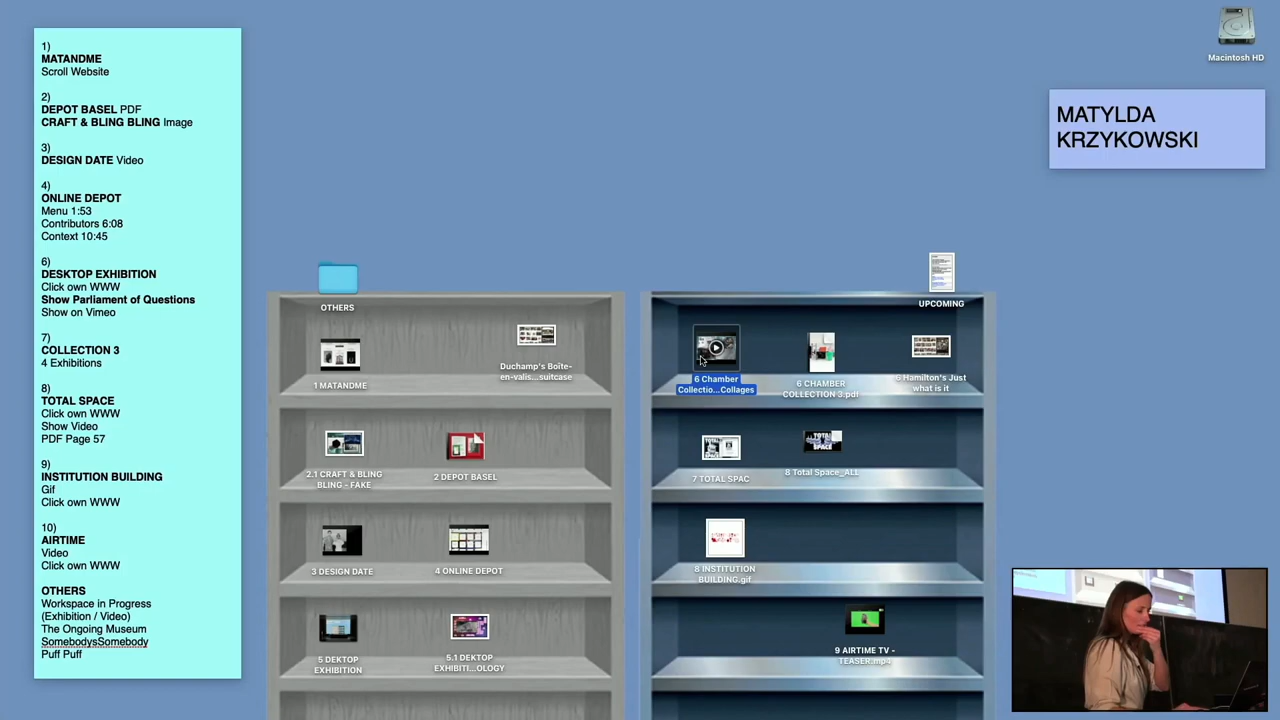 1)
MATANDME
Scroll Website
2)
DEPOT BASEL PDF
CRAFT & BLING BLING Image
3)
DESIGN DATE Video
4)
ONLINE DEPOT
Menu 1:53
Contributors 6:08
Context 10:45
6)
DESKTOP EXHIBITION
Click own WWW
Show Parliament of Questions
Show on Vimeo
7)
COLLECTION 3
4 Exhibitions
8)
TOTAL SPACE
Click own WWW
Show Video
PDF Page 57
9)
INSTITUTION BUILDING
Gif
Click own WWW
10)
AIRTIME
Video
Click own WWW
OTHERS
Workspace in Progress
(Exhibition / Video)
The Ongoing Museum
SomebodysSomebody
Puff Puff
OTHERS
1 MATANDME
Duchamp's Boîte-
en-valis...suitcase
2.1 CRAFT & BLING
BLING - FAKE
2 DEPOT BASEL
3 DESIGN DATE
4 ONLINE DEPOT
5 DEKTOP
EXHIBITION
5.1 DEKTOP
EXHIBITI...OLOGY
UPCOMING
6 Chamber
Collectio...Collages
6 CHAMBER
COLLECTION 3.pdf
6 Hamilton's Just
what is it
7 TOTAL SPAC
TOTAL
SPACE
8 Total Space_ALL
8 INSTITUTION
BUILDING.gif
9 AIRTIME TV -
TEASER.mp4
Macintosh HD
MATYLDA
KRZYKOWSKI